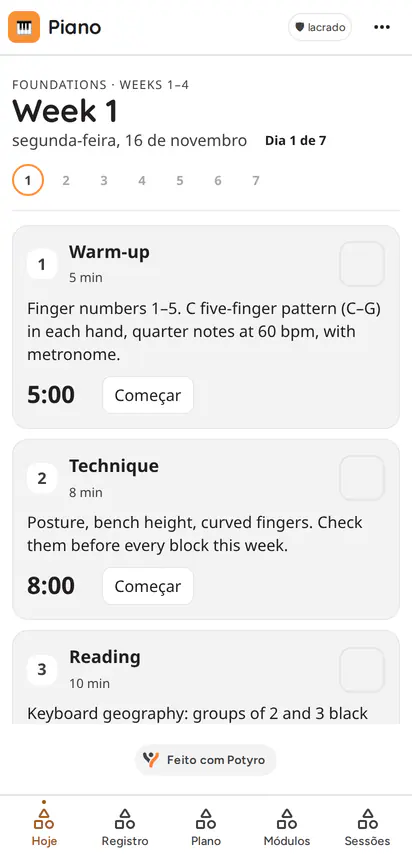 Piano
lacrado
FOUNDATIONS · WEEKS 1–4
Week 1
segunda-feira, 16 de novembro Dia 1 de 7
1 2 3 4 5 6 7
1 Warm-up
5 min
Finger numbers 1–5. C five-finger pattern (C–G)
in each hand, quarter notes at 60 bpm, with
metronome.
5:00 Começar
2 Technique
8 min
Posture, bench height, curved fingers. Check
them before every block this week.
8:00 Começar
3 Reading
10 min
Keyboard geography: groups of 2 and 3 black
Feito com Potyro
Hoje Registro Plano Módulos Sessões